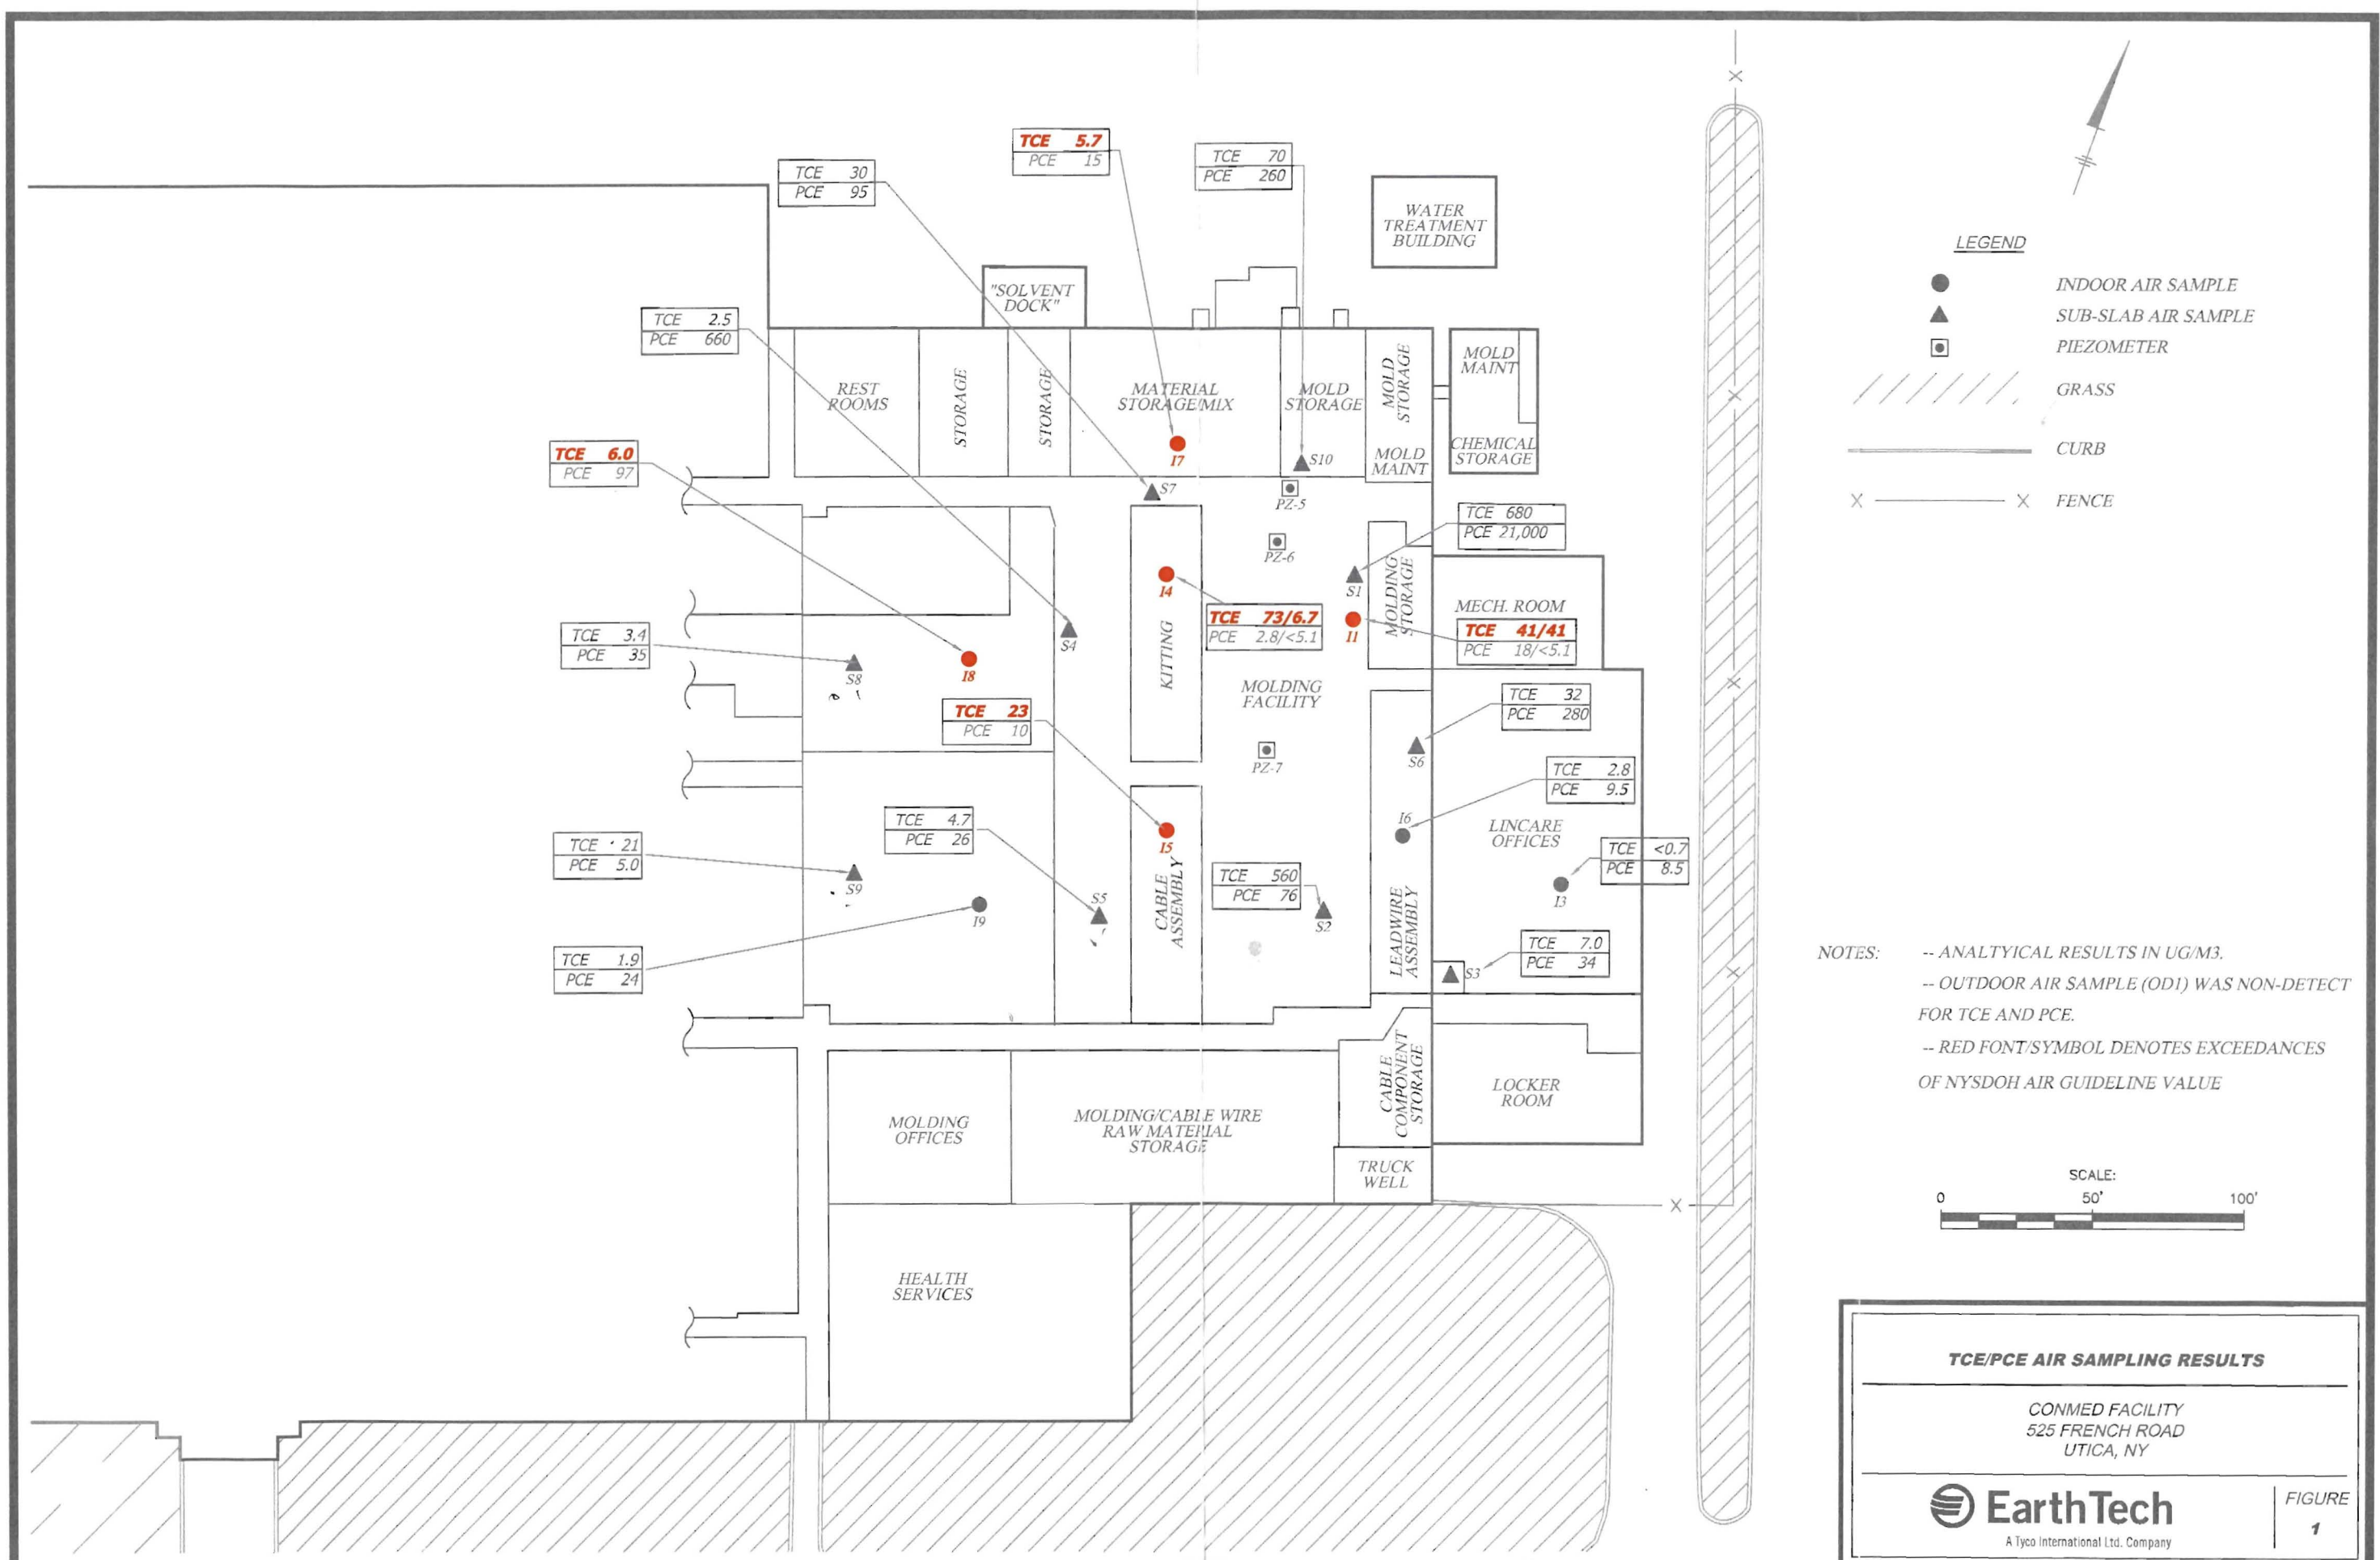 TCE 5.7
PCE 15
TCE 30
PCE 95
TCE 70
PCE 260
WATER
TREATMENT
BUILDING
"SOLVENT
DOCK"
TCE 2.5
PCE 660
REST
ROOMS
STORAGE
STORAGE
MATERIAL
STORAGE/MIX
MOLD
STORAGE
MOLD
STORAGE
MOLD
MAINT
MOLD
MAINT
CHEMICAL
STORAGE
I7
S10
S7
PZ-5
TCE 6.0
PCE 97
TCE 680
PCE 21,000
PZ-6
I4
S1
MOLDING
STORAGE
MECH. ROOM
TCE 73/6.7
PCE 2.8/<5.1
I1
TCE 41/41
PCE 18/<5.1
TCE 3.4
PCE 35
S8
I8
S4
KITTING
MOLDING
FACILITY
TCE 23
PCE 10
TCE 32
PCE 280
S6
PZ-7
TCE 2.8
PCE 9.5
TCE 4.7
PCE 26
I6
LINCARE
OFFICES
TCE 21
PCE 5.0
I5
TCE <0.7
PCE 8.5
S9
I9
S5
CABLE
ASSEMBLY
TCE 560
PCE 76
S2
LEADWIRE
ASSEMBLY
I3
TCE 1.9
PCE 24
TCE 7.0
PCE 34
S3
MOLDING
OFFICES
MOLDING/CABLE WIRE
RAW MATERIAL
STORAGE
CABLE
COMPONENT
STORAGE
LOCKER
ROOM
TRUCK
WELL
HEALTH
SERVICES
X
X
X
X
X
LEGEND
INDOOR AIR SAMPLE
SUB-SLAB AIR SAMPLE
PIEZOMETER
GRASS
CURB
X X FENCE
NOTES: -- ANALTYICAL RESULTS IN UG/M3.
-- OUTDOOR AIR SAMPLE (OD1) WAS NON-DETECT
FOR TCE AND PCE.
-- RED FONT/SYMBOL DENOTES EXCEEDANCES
OF NYSDOH AIR GUIDELINE VALUE
SCALE:
0 50' 100'
TCE/PCE AIR SAMPLING RESULTS
CONMED FACILITY
525 FRENCH ROAD
UTICA, NY
EarthTech
A Tyco International Ltd. Company
FIGURE
1